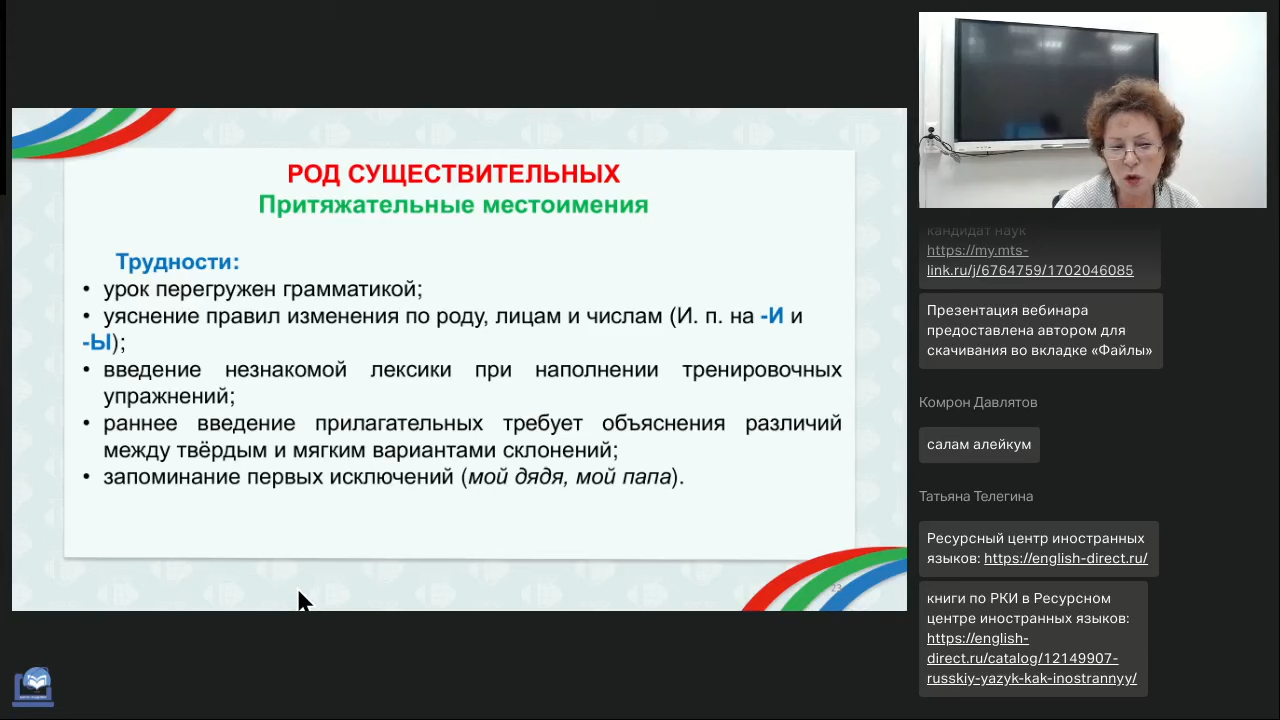 РОД СУЩЕСТВИТЕЛЬНЫХ
Притяжательные местоимения
Трудности:
• урок перегружен грамматикой;
• уяснение правил изменения по роду, лицам и числам (И. п. на -И и
-Ы);
• введение незнакомой лексики при наполнении тренировочных
упражнений;
• раннее введение прилагательных требует объяснения различий
между твёрдым и мягким вариантами склонений;
• запоминание первых исключений (мой дядя, мой папа).
кандидат наук
https://my.mts-
link.ru/j/6764759/1702046085
Презентация вебинара
предоставлена автором для
скачивания во вкладке «Файлы»
Комрон Давлятов
салам алейкум
Татьяна Телегина
Ресурсный центр иностранных
языков: https://english-direct.ru/
книги по РКИ в Ресурсном
центре иностранных языков:
https://english-
direct.ru/catalog/12149907-
russkiy-yazyk-kak-inostrannyy/